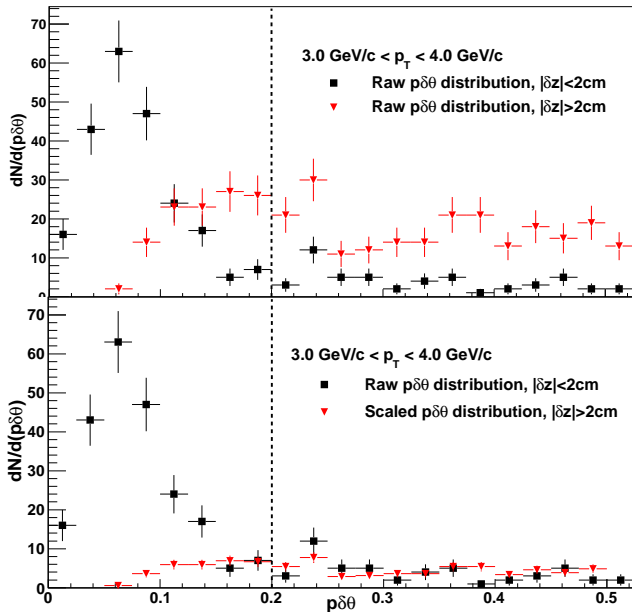 70
60
50
40
30
20
10
0
dN/d(pδθ)
3.0 GeV/c < p_T < 4.0 GeV/c
Raw pδθ distribution, |δz|<2cm
Raw pδθ distribution, |δz|>2cm
70
60
50
40
30
20
10
0
dN/d(pδθ)
3.0 GeV/c < p_T < 4.0 GeV/c
Raw pδθ distribution, |δz|<2cm
Scaled pδθ distribution, |δz|>2cm
0 0.1 0.2 0.3 0.4 0.5
pδθ